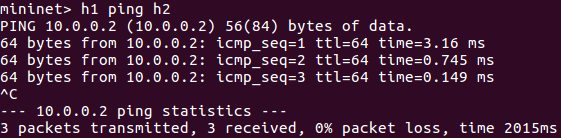 mininet> h1 ping h2
PING 10.0.0.2 (10.0.0.2) 56(84) bytes of data.
64 bytes from 10.0.0.2: icmp_seq=1 ttl=64 time=3.16 ms
64 bytes from 10.0.0.2: icmp_seq=2 ttl=64 time=0.745 ms
64 bytes from 10.0.0.2: icmp_seq=3 ttl=64 time=0.149 ms
^C
--- 10.0.0.2 ping statistics ---
3 packets transmitted, 3 received, 0% packet loss, time 2015ms